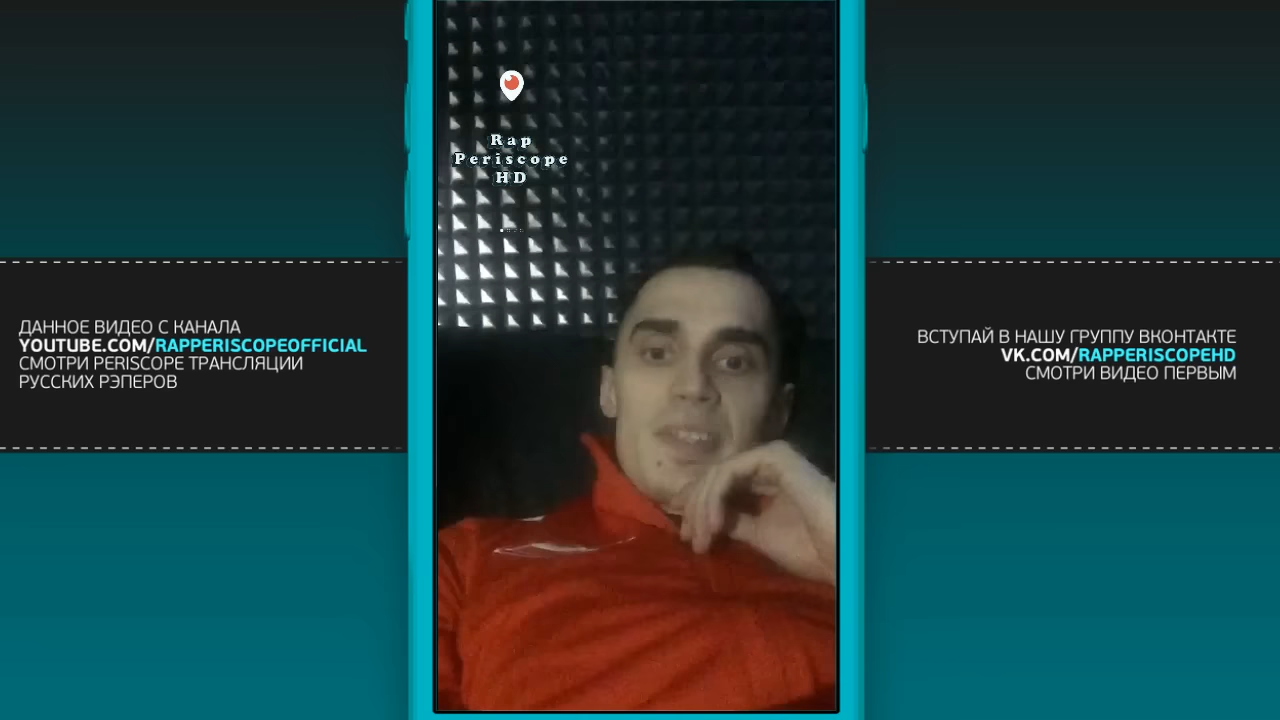 Rap
Periscope
HD
ДАННОЕ ВИДЕО С КАНАЛА
YOUTUBE.COM/RAPPERISCOPEOFFICIAL
СМОТРИ PERISCOPE ТРАНСЛЯЦИИ
РУССКИХ РЭПЕРОВ
ВСТУПАЙ В НАШУ ГРУППУ ВКОНТАКТЕ
VK.COM/RAPPERISCOPEHD
СМОТРИ ВИДЕО ПЕРВЫМ